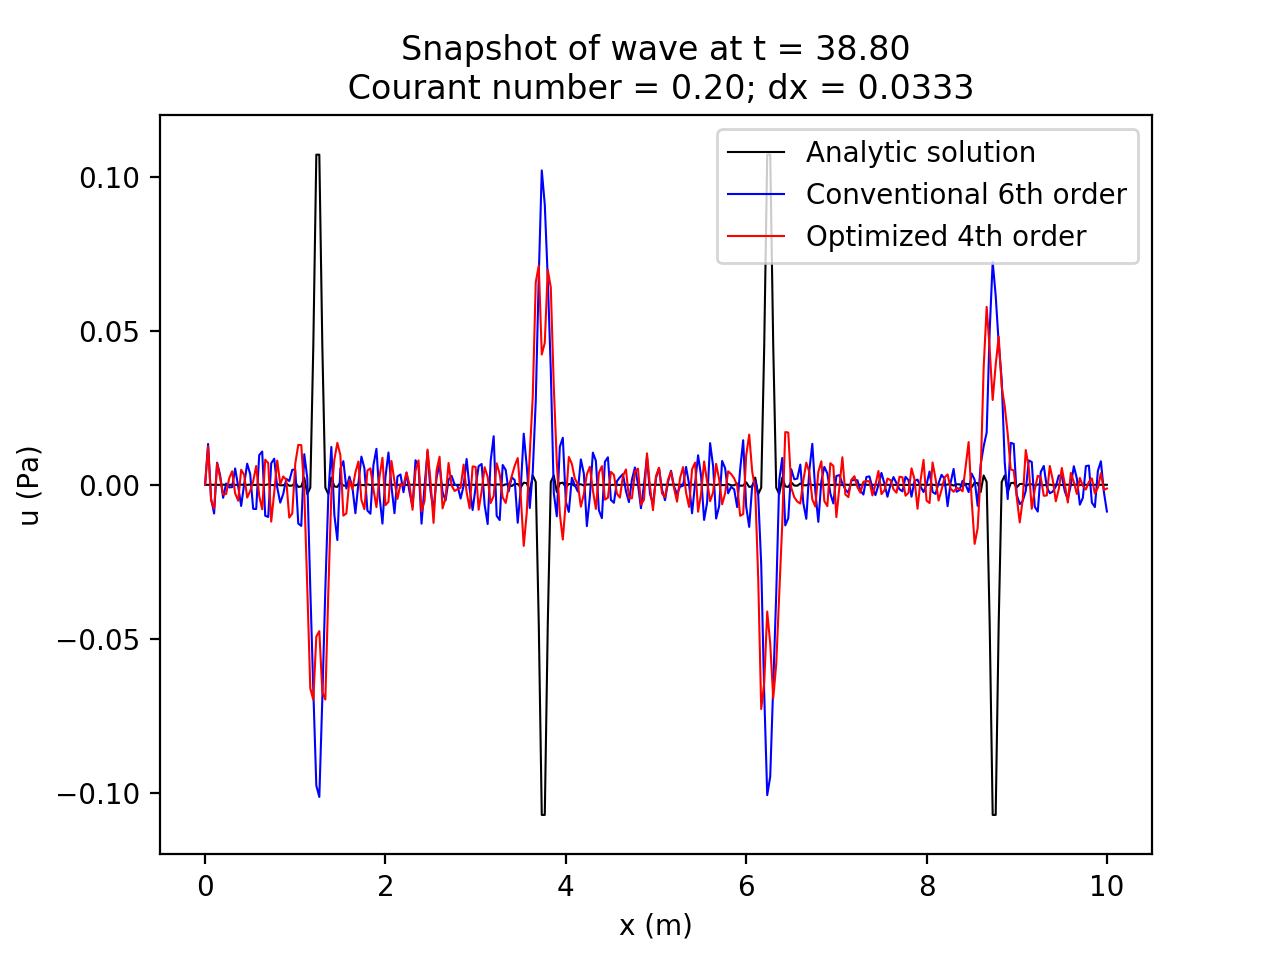 Snapshot of wave at t = 38.80
Courant number = 0.20; dx = 0.0333
Analytic solution
Conventional 6th order
Optimized 4th order
0.10
0.05
0.00
−0.05
−0.10
u (Pa)
0 2 4 6 8 10
x (m)